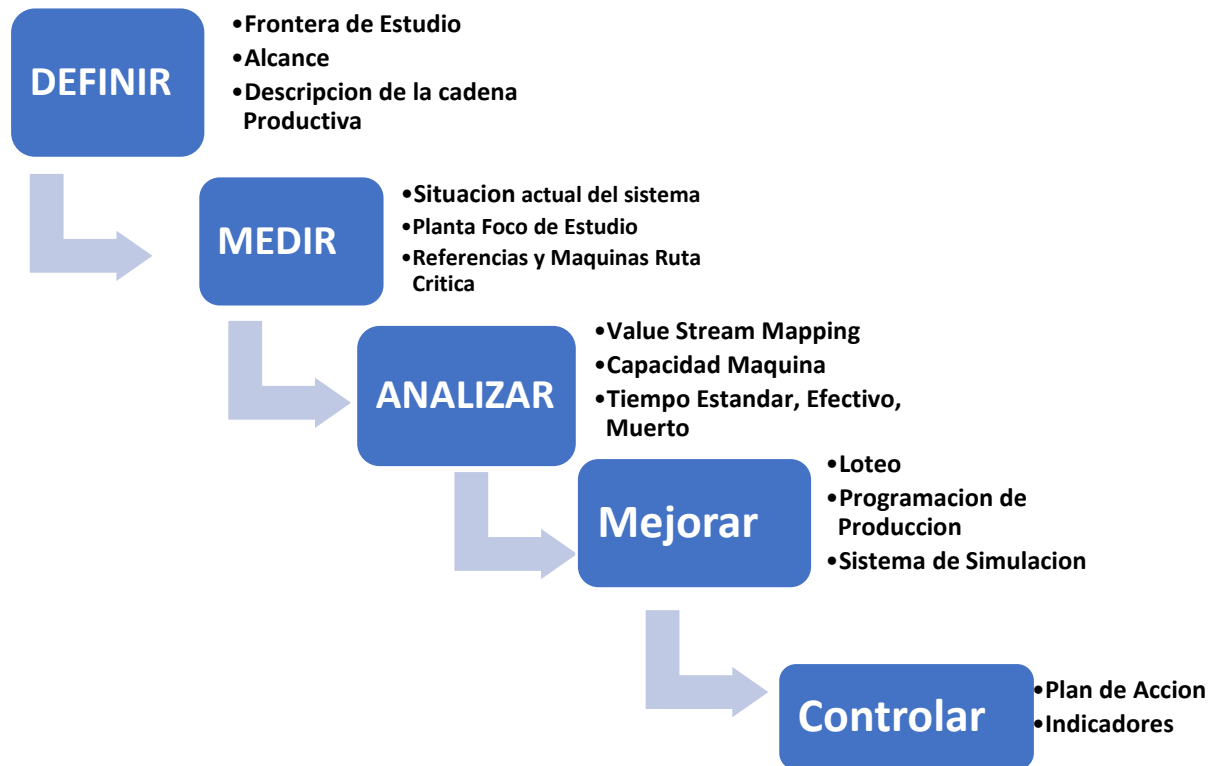 DEFINIR
•Frontera de Estudio
•Alcance
•Descripcion de la cadena
Productiva
MEDIR
•Situacion actual del sistema
•Planta Foco de Estudio
•Referencias y Maquinas Ruta
Critica
ANALIZAR
•Value Stream Mapping
•Capacidad Maquina
•Tiempo Estandar, Efectivo,
Muerto
Mejorar
•Loteo
•Programacion de
Produccion
•Sistema de Simulacion
Controlar
•Plan de Accion
•Indicadores